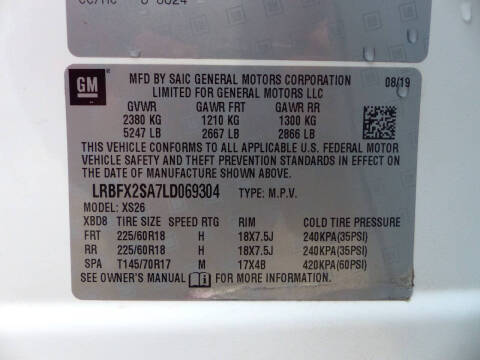 GM
MFD BY SAIC GENERAL MOTORS CORPORATION
08/19
LIMITED FOR GENERAL MOTORS LLC
GVWR GAWR FRT GAWR RR
2380 KG 1210 KG 1300 KG
5247 LB 2667 LB 2866 LB
THIS VEHICLE CONFORMS TO ALL APPLICABLE U.S. FEDERAL MOTOR
VEHICLE SAFETY AND THEFT PREVENTION STANDARDS IN EFFECT ON
THE DATE OF MANUFACTURE SHOWN ABOVE.
LRBFX2SA7LD069304 TYPE: M.P.V.
MODEL: XS26
XBD8 TIRE SIZE SPEED RTG RIM COLD TIRE PRESSURE
FRT 225/60R18 H 18X7.5J 240KPA(35PSI)
RR 225/60R18 H 18X7.5J 240KPA(35PSI)
SPA T145/70R17 M 17X4B 420KPA(60PSI)
SEE OWNER'S MANUAL FOR MORE INFORMATION.